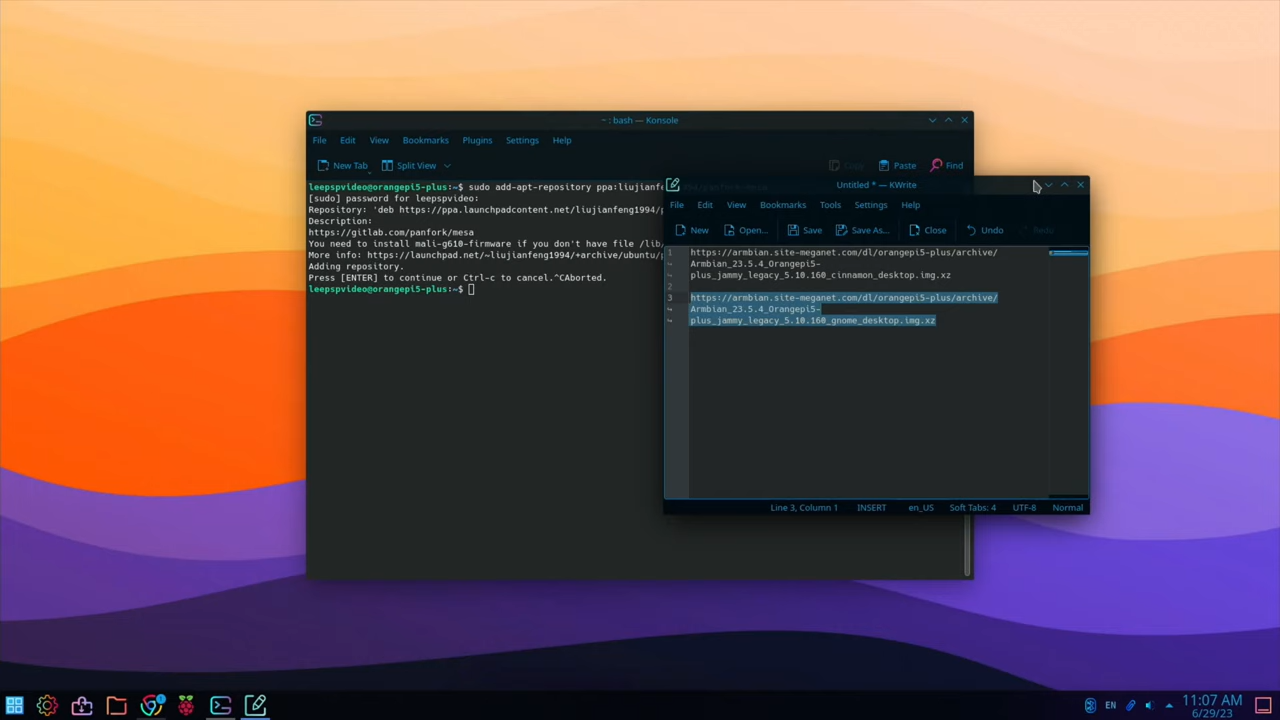 ~ : bash — Konsole
File Edit View Bookmarks Plugins Settings Help
New Tab Split View Copy Paste Find
leepspvideo@orangepi5-plus:~$ sudo add-apt-repository
[sudo] password for leepspvideo:
Repository: 'deb https://ppa.launchpadcontent.net/liujianfeng1994/
Description:
https://gitlab.com/panfork/mesa
You need to install mali-g610-firmware if you don't have file /lib/
More info: https://launchpad.net/~liujianfeng1994/+archive/ubuntu/
Adding repository.
Press [ENTER] to continue or Ctrl-c to cancel.^CAborted.
leepspvideo@orangepi5-plus:~$
Untitled * — KWrite
File Edit View Bookmarks Tools Settings Help
New Open... Save Save As... Close Undo Redo
1 https://armbian.site-meganet.com/dl/orangepi5-plus/archive/
Armbian_23.5.4_Orangepi5-
plus_jammy_legacy_5.10.160_cinnamon_desktop.img.xz
2
3 https://armbian.site-meganet.com/dl/orangepi5-plus/archive/
Armbian_23.5.4_Orangepi5-
plus_jammy_legacy_5.10.160_gnome_desktop.img.xz
Line 3, Column 1 INSERT en_US Soft Tabs: 4 UTF-8 Normal
EN
11:07 AM
6/29/23